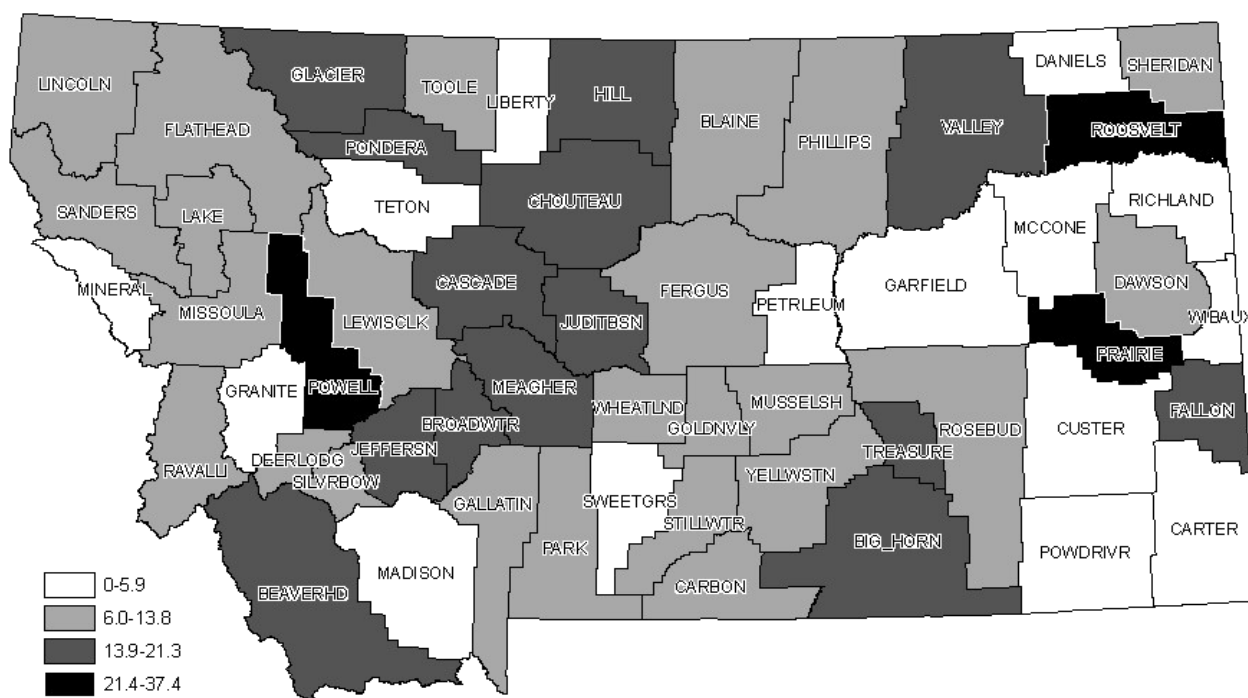 DANIELS
SHERIDAN
GLACIER
TOOLE
LINCOLN
LIBERTY
HILL
BLAINE
FLATHEAD
VALLEY
ROOSVELT
PHILLIPS
PONDERA
CHOUTEAU
RICHLAND
TETON
SANDERS
LAKE
MCCONE
CASCADE
GARFIELD
DAWSON
MINERAL
FERGUS
PETRLEUM
MISSOULA
LEWISCLK
JUDITBSN
WIBAUX
PRAIRIE
POWELL
MEAGHER
GRANITE
WHEATLND
MUSSELSH
FALLON
BROADWTR
GOLDNVLY
ROSEBUD
CUSTER
JEFFERSN
TREASURE
DEERLODG
RAVALLI
YELLWSTN
SILVRBOW
GALLATIN
SWEETGRS
STILLWTR
CARTER
PARK
BIG_HORN
POWDRIVR
MADISON
BEAVERHD
CARBON
0-5.9
6.0-13.8
13.9-21.3
21.4-37.4